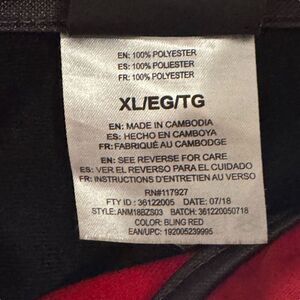 EN: 100% POLYESTER
ES: 100% POLYESTER
FR: 100% POLYESTER
XL/EG/TG
EN: MADE IN CAMBODIA
ES: HECHO EN CAMBOYA
FR: FABRIQUÉ AU CAMBODGE
EN: SEE REVERSE FOR CARE
ES: VER EL REVERSO PARA EL CUIDADO
FR: INSTRUCTIONS D'ENTRETIEN AU VERSO
RN#117927
FTY ID : 36122005 DATE: 07/18
STYLE: ANM18BZS03 BATCH: 361220050718
COLOR: BLING RED
EAN/UPC: 192005239995